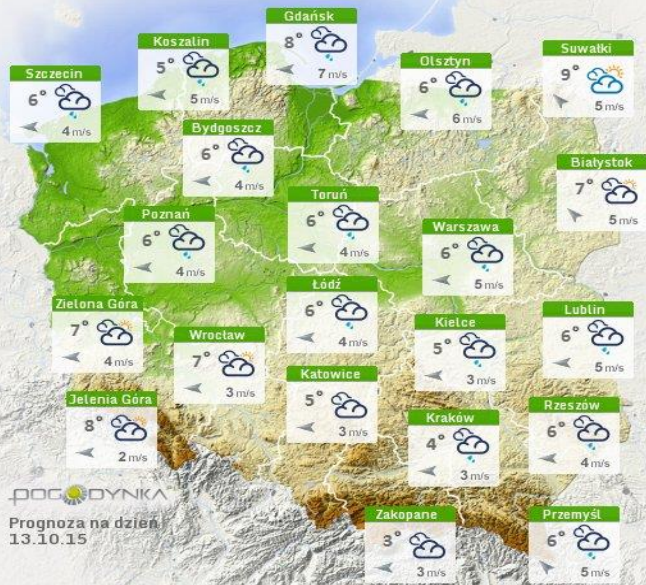 Gdańsk
8°
7 m/s
Koszalin
5°
5 m/s
Suwałki
9°
5 m/s
Olsztyn
6°
6 m/s
Szczecin
6°
4 m/s
Bydgoszcz
6°
4 m/s
Białystok
7°
5 m/s
Toruń
6°
4 m/s
Poznań
6°
4 m/s
Warszawa
6°
5 m/s
Łódź
6°
4 m/s
Zielona Góra
7°
4 m/s
Lublin
6°
5 m/s
Kielce
5°
3 m/s
Wrocław
7°
3 m/s
Katowice
5°
3 m/s
Jelenia Góra
8°
2 m/s
Rzeszów
6°
4 m/s
Kraków
4°
3 m/s
POGODYNKA
Prognoza na dzień
13.10.15
Zakopane
3°
3 m/s
Przemyśl
6°
5 m/s